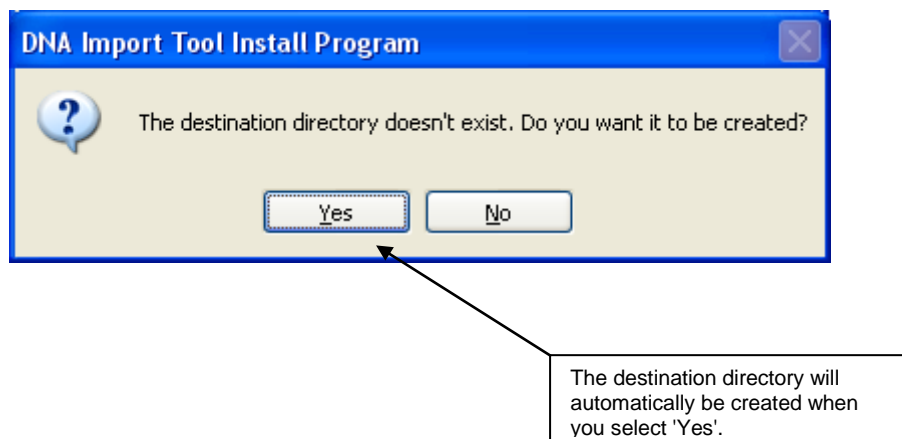 DNA Import Tool Install Program
The destination directory doesn't exist. Do you want it to be created?
Yes No
The destination directory will
automatically be created when
you select 'Yes'.